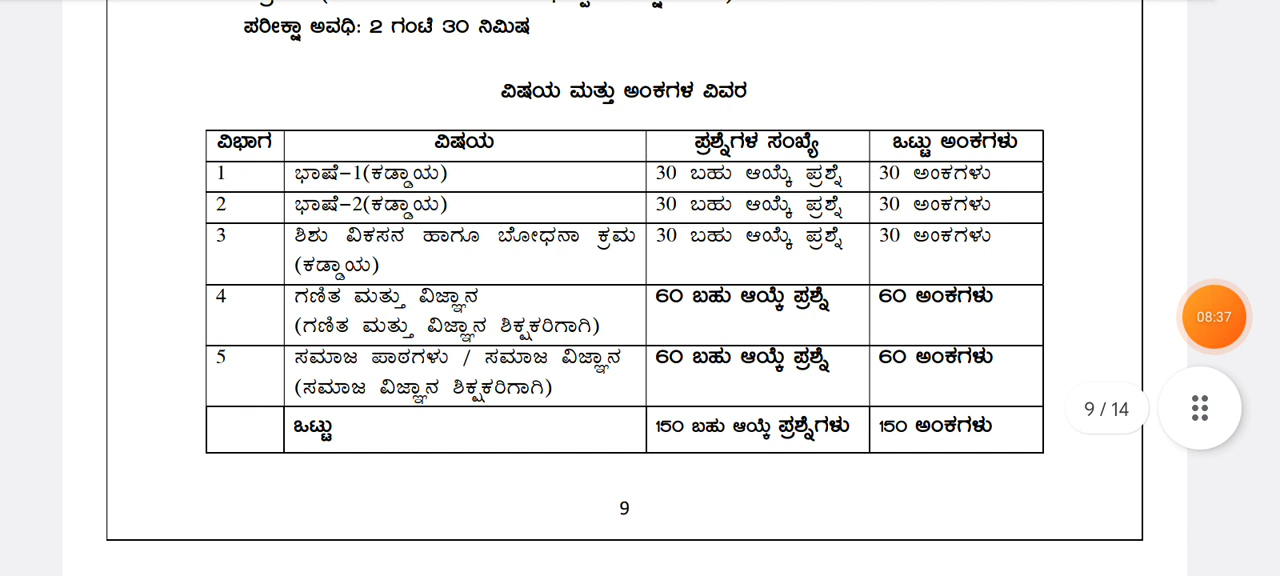 ಪರೀಕ್ಷಾ ಅವಧಿ: 2 ಗಂಟೆ 30 ನಿಮಿಷ
ವಿಷಯ ಮತ್ತು ಅಂಕಗಳ ವಿವರ
ವಿಭಾಗ ವಿಷಯ ಪ್ರಶ್ನೆಗಳ ಸಂಖ್ಯೆ ಒಟ್ಟು ಅಂಕಗಳು
1 ಭಾಷೆ-1(ಕಡ್ಡಾಯ) 30 ಬಹು ಆಯ್ಕೆ ಪ್ರಶ್ನೆ 30 ಅಂಕಗಳು
2 ಭಾಷೆ-2(ಕಡ್ಡಾಯ) 30 ಬಹು ಆಯ್ಕೆ ಪ್ರಶ್ನೆ 30 ಅಂಕಗಳು
3 ಶಿಶು ವಿಕಸನ ಹಾಗೂ ಬೋಧನಾ ಕ್ರಮ 30 ಬಹು ಆಯ್ಕೆ ಪ್ರಶ್ನೆ 30 ಅಂಕಗಳು
(ಕಡ್ಡಾಯ)
4 ಗಣಿತ ಮತ್ತು ವಿಜ್ಞಾನ 60 ಬಹು ಆಯ್ಕೆ ಪ್ರಶ್ನೆ 60 ಅಂಕಗಳು
(ಗಣಿತ ಮತ್ತು ವಿಜ್ಞಾನ ಶಿಕ್ಷಕರಿಗಾಗಿ)
5 ಸಮಾಜ ಪಾಠಗಳು / ಸಮಾಜ ವಿಜ್ಞಾನ 60 ಬಹು ಆಯ್ಕೆ ಪ್ರಶ್ನೆ 60 ಅಂಕಗಳು
(ಸಮಾಜ ವಿಜ್ಞಾನ ಶಿಕ್ಷಕರಿಗಾಗಿ)
ಒಟ್ಟು 150 ಬಹು ಆಯ್ಕೆ ಪ್ರಶ್ನೆಗಳು 150 ಅಂಕಗಳು
08:37
9 / 14
9